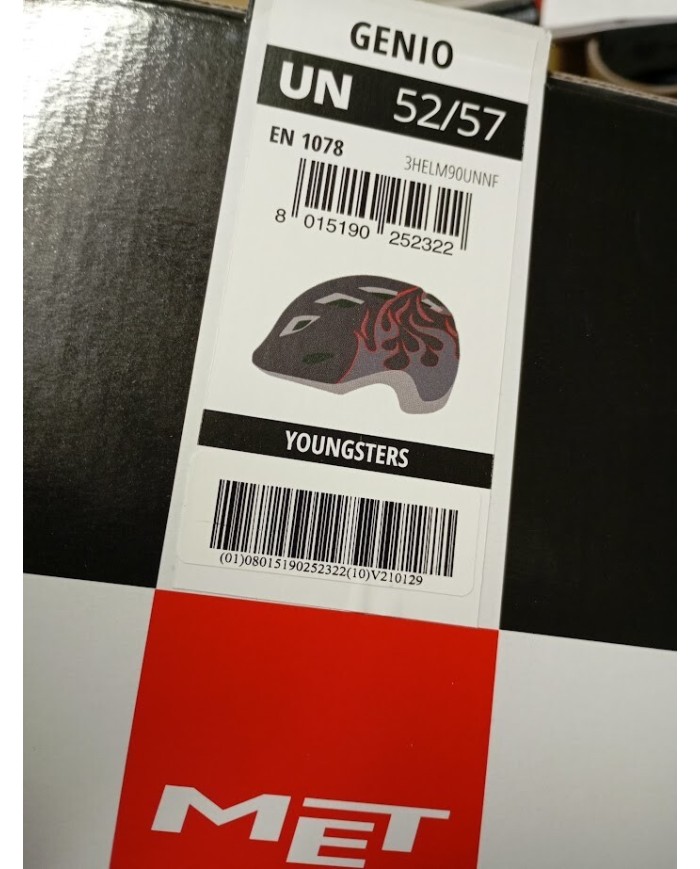 GENIO
UN 52/57
EN 1078
3HELM90UNNF
8 015190 252322
YOUNGSTERS
(01)08015190252322(10)V210129
MET